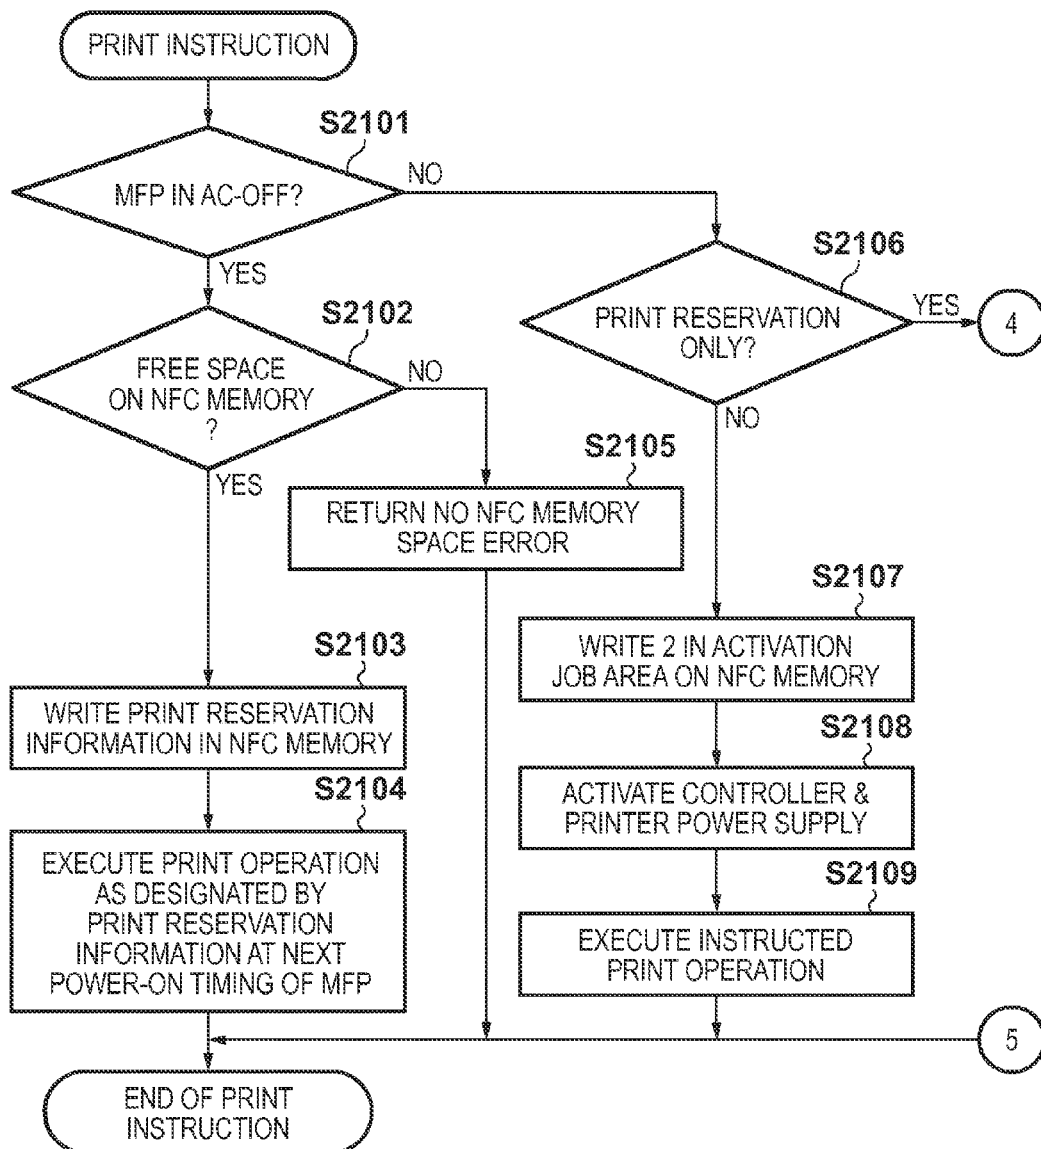 PRINT INSTRUCTION
S2101
MFP IN AC-OFF?
NO
YES
S2106
PRINT RESERVATION
ONLY?
YES
4
NO
S2102
FREE SPACE
ON NFC MEMORY
?
NO
YES
S2105
RETURN NO NFC MEMORY
SPACE ERROR
S2107
WRITE 2 IN ACTIVATION
JOB AREA ON NFC MEMORY
S2103
WRITE PRINT RESERVATION
INFORMATION IN NFC MEMORY
S2108
ACTIVATE CONTROLLER &
PRINTER POWER SUPPLY
S2104
EXECUTE PRINT OPERATION
AS DESIGNATED BY
PRINT RESERVATION
INFORMATION AT NEXT
POWER-ON TIMING OF MFP
S2109
EXECUTE INSTRUCTED
PRINT OPERATION
5
END OF PRINT
INSTRUCTION